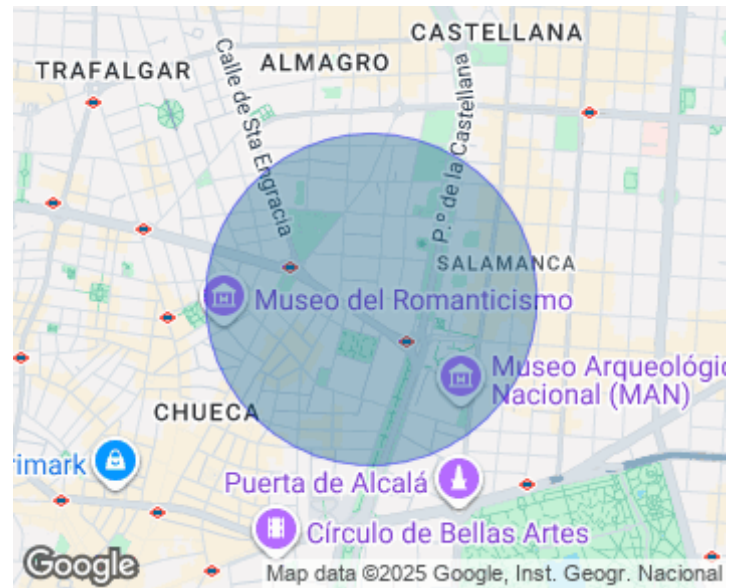 CASTELLANA
TRAFALGAR
ALMAGRO
Calle de Sta Engracia
P.º de la Castellana
SALAMANCA
Museo del Romanticismo
Museo Arqueológic
Nacional (MAN)
CHUECA
rimark
Puerta de Alcalá
Círculo de Bellas Artes
Google
Map data ©2025 Google, Inst. Geogr. Nacional